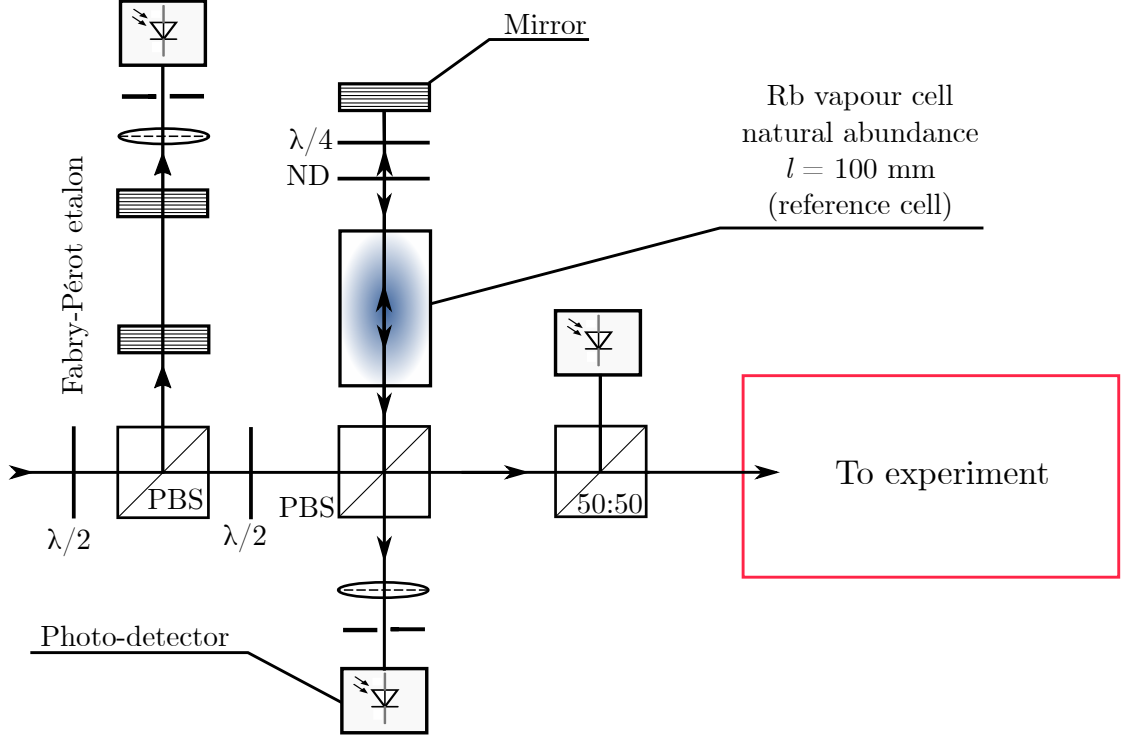 Mirror
Rb vapour cell
natural abundance
l = 100 mm
(reference cell)
λ/4
ND
Fabry-Pérot etalon
PBS
λ/2
λ/2
PBS
50:50
To experiment
Photo-detector